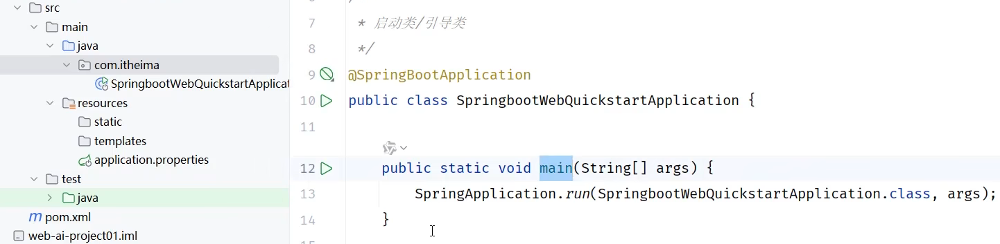 src
main
java
com.itheima
SpringbootWebQuickstartApplicat
resources
static
templates
application.properties
test
java
pom.xml
web-ai-project01.iml
7 * 启动类/引导类
8 */
9 @SpringBootApplication
10 public class SpringbootWebQuickstartApplication {
11
12 public static void main(String[] args) {
13 SpringApplication.run(SpringbootWebQuickstartApplication.class, args);
14 }